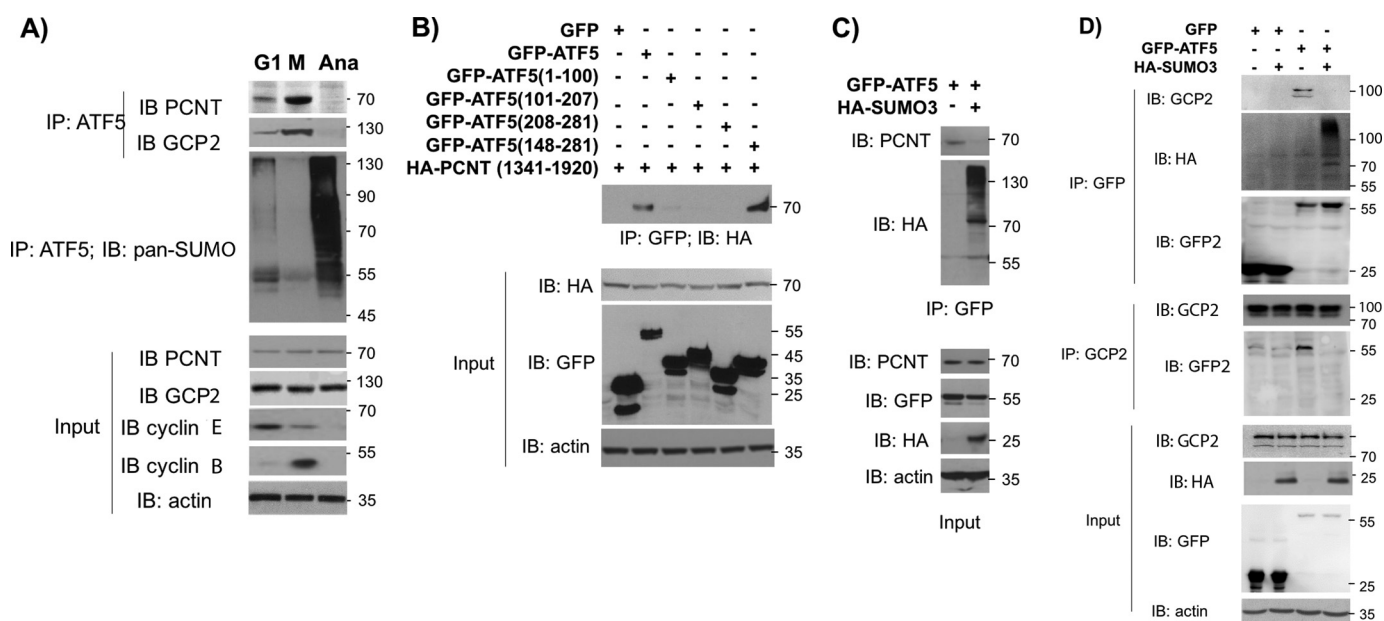 A)
G1 M Ana
IP: ATF5
IB PCNT
70
IB GCP2
130
IP: ATF5; IB: pan-SUMO
130
90
70
55
45
Input
IB PCNT
70
IB GCP2
130
70
IB cyclin E
IB cyclin B
55
IB: actin
35
B)
GFP + - - - - -
GFP-ATF5 - + - - - -
GFP-ATF5(1-100) - - + - - -
GFP-ATF5(101-207) - - - + - -
GFP-ATF5(208-281) - - - - + -
GFP-ATF5(148-281) - - - - - +
HA-PCNT (1341-1920) + + + + + +
70
IP: GFP; IB: HA
Input
IB: HA
70
IB: GFP
55
45
35
25
IB: actin
35
C)
GFP-ATF5 + +
HA-SUMO3 - +
IB: PCNT
70
IB: HA
130
70
55
IP: GFP
IB: PCNT
70
IB: GFP
55
IB: HA
25
IB: actin
35
Input
D)
GFP + + - -
GFP-ATF5 - - + +
HA-SUMO3 - + - +
IP: GFP
IB: GCP2
100
IB: HA
100
70
55
IB: GFP2
55
25
IP: GCP2
IB: GCP2
100
70
IB: GFP2
55
25
Input
IB: GCP2
70
IB: HA
25
IB: GFP
55
25
IB: actin
35